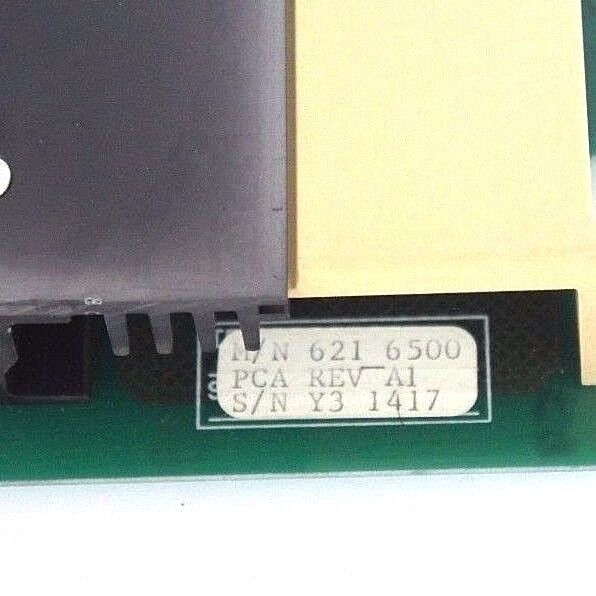 M/N 621 6500
PCA REV A1
S/N Y3 1417